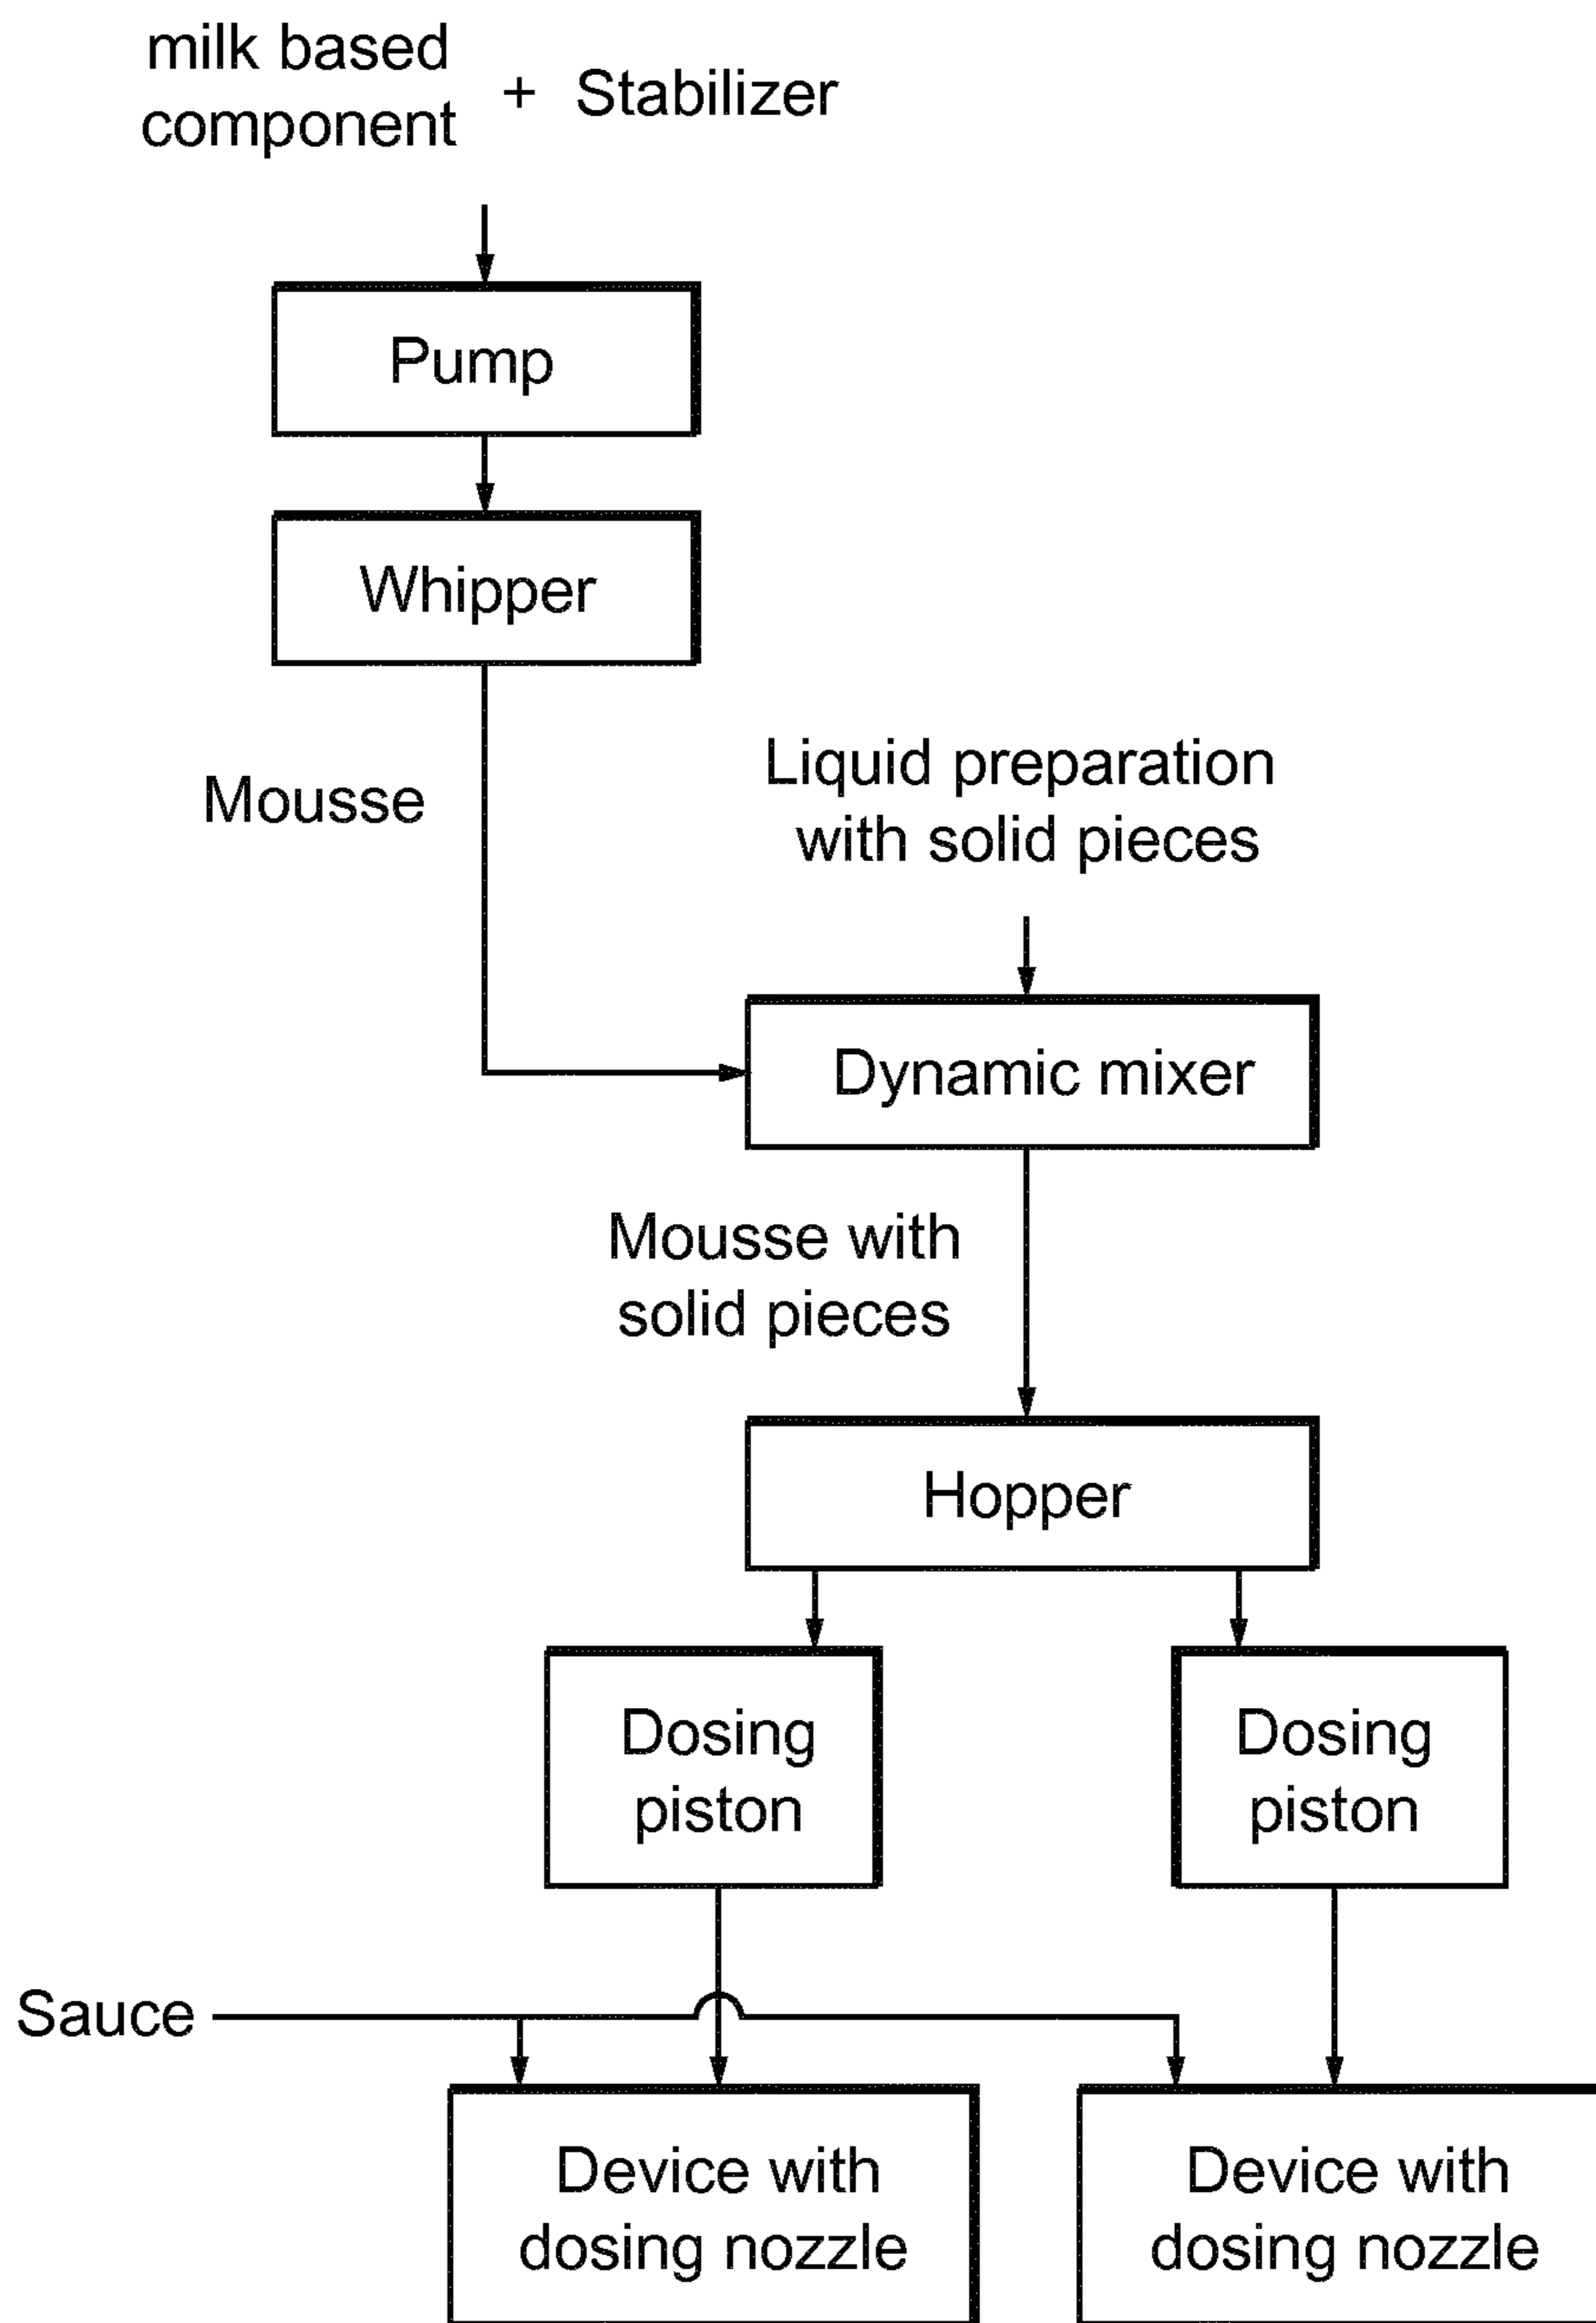 milk based
component + Stabilizer
Pump
Whipper
Mousse
Liquid preparation
with solid pieces
Dynamic mixer
Mousse with
solid pieces
Hopper
Dosing
piston
Dosing
piston
Sauce
Device with
dosing nozzle
Device with
dosing nozzle